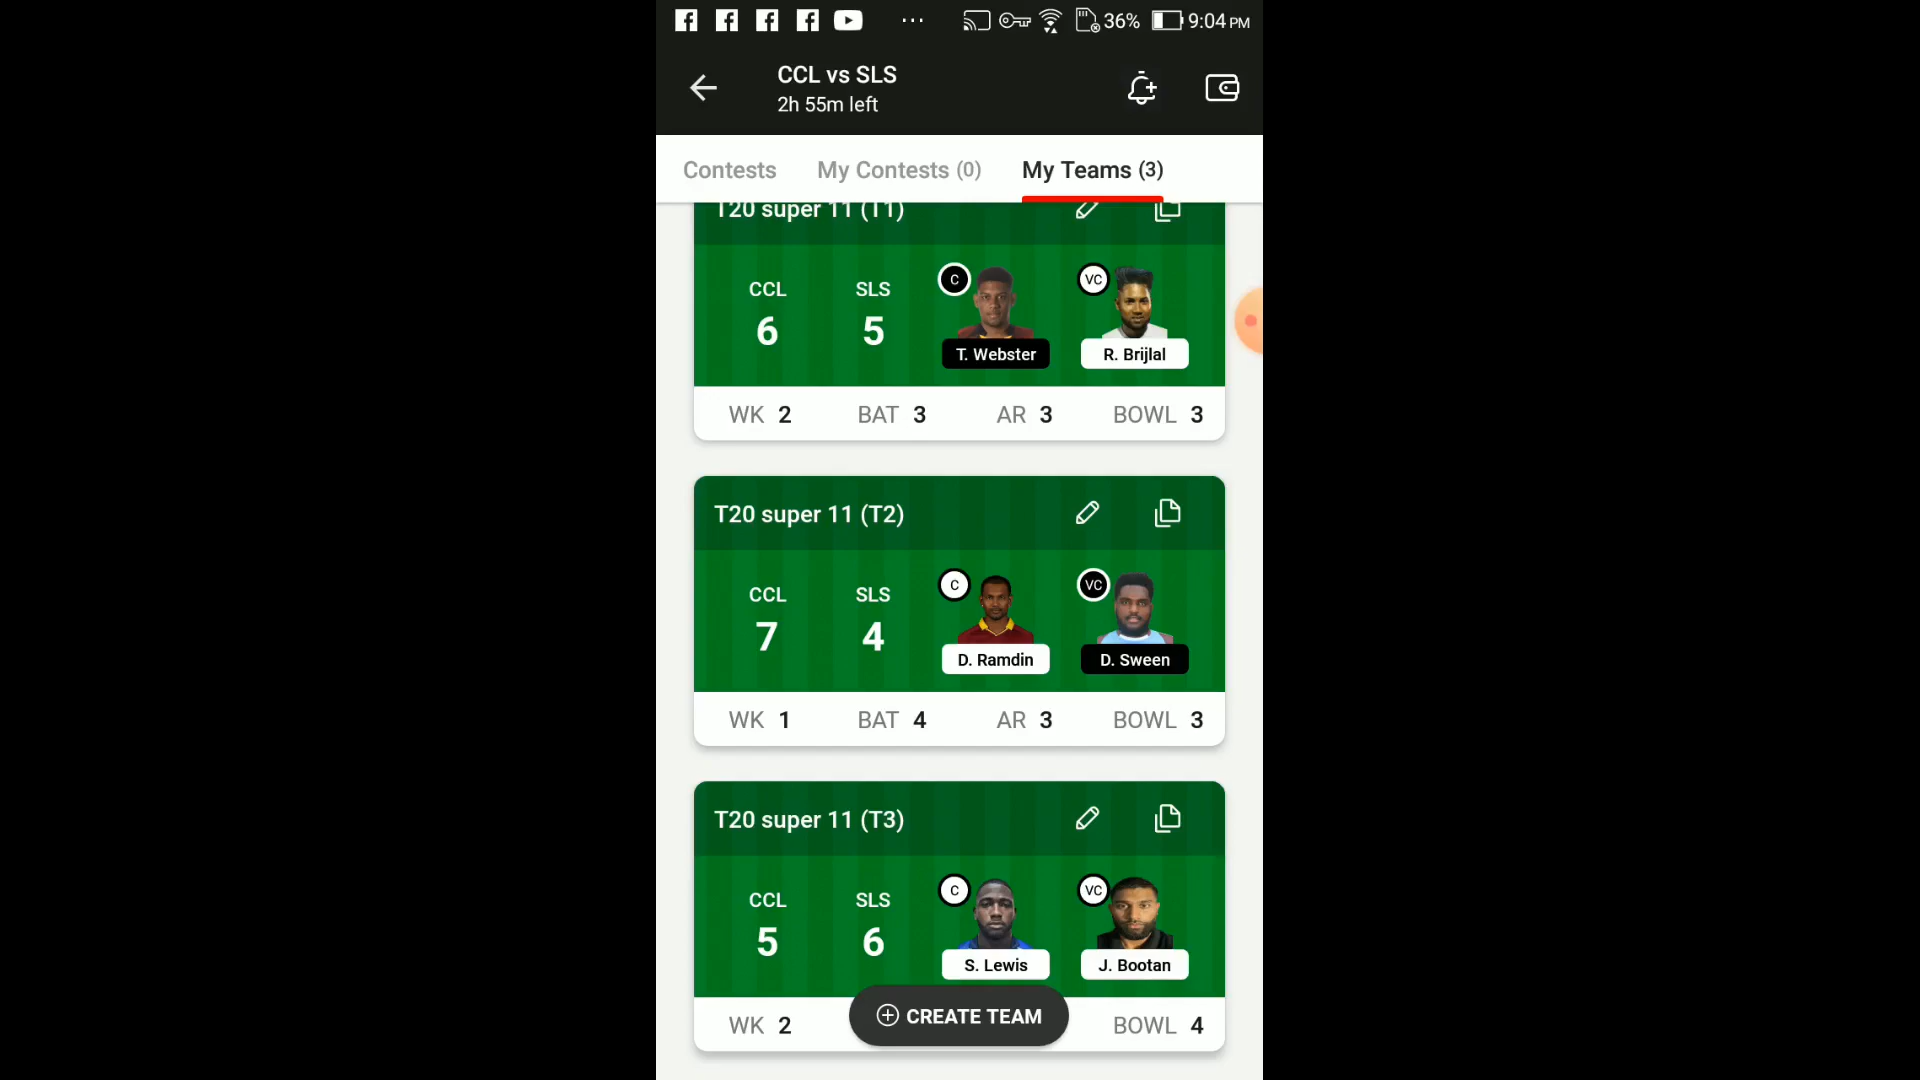 36% 9:04 PM
CCL vs SLS
2h 55m left
Contests My Contests (0) My Teams (3)
T20 super 11 (T1)
CCL SLS C VC
6 5
T. Webster R. Brijlal
WK 2 BAT 3 AR 3 BOWL 3
T20 super 11 (T2)
CCL SLS C VC
7 4
D. Ramdin D. Sween
WK 1 BAT 4 AR 3 BOWL 3
T20 super 11 (T3)
CCL SLS C VC
5 6
S. Lewis J. Bootan
WK 2 CREATE TEAM BOWL 4